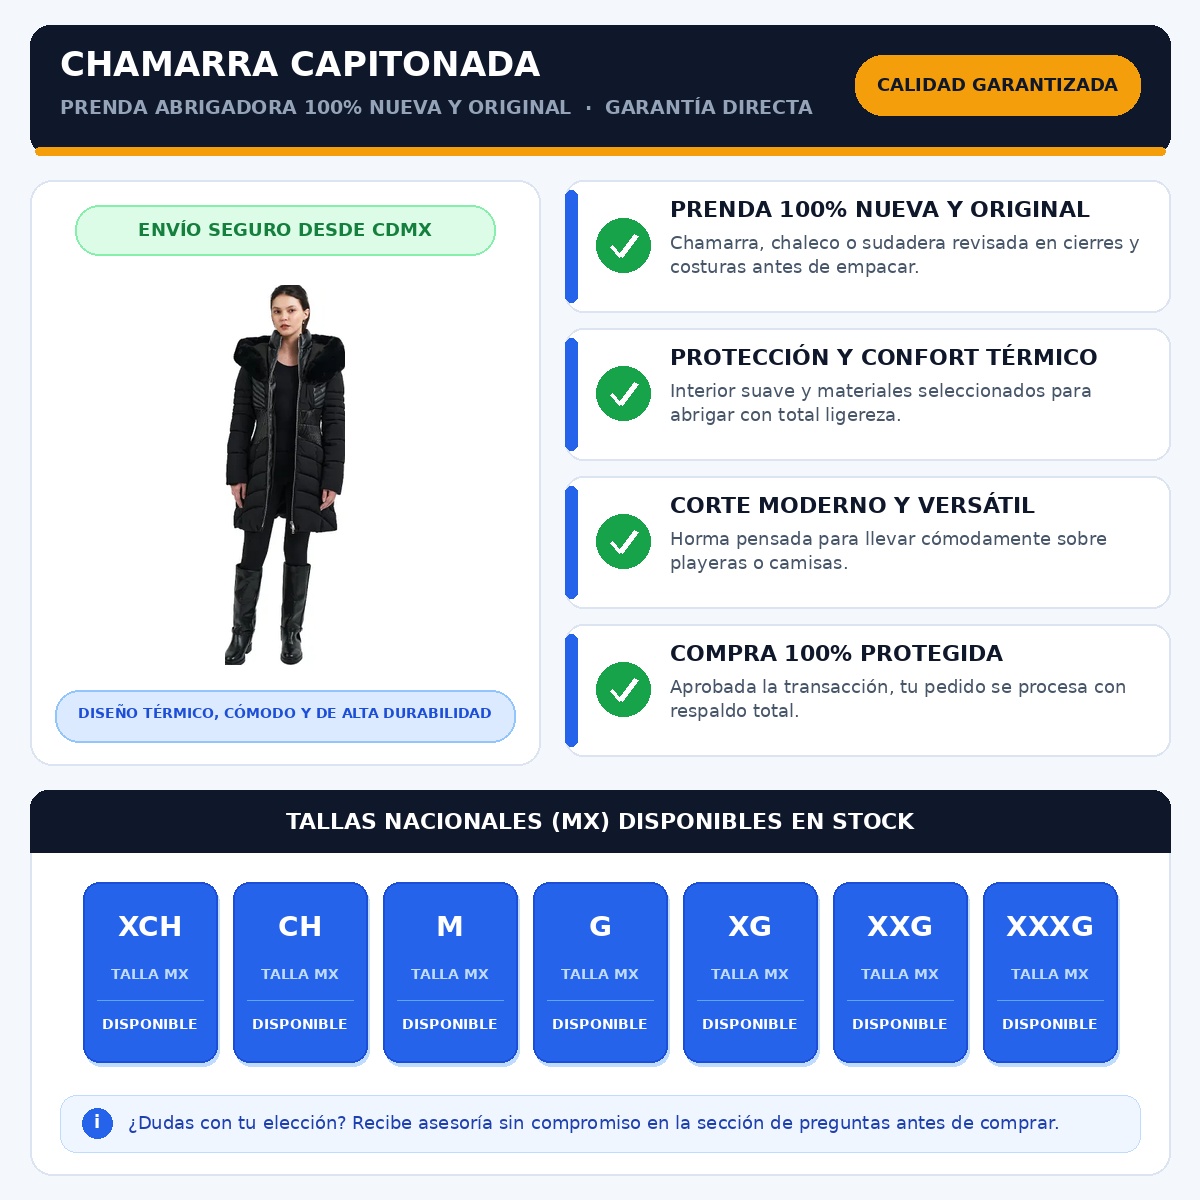 CHAMARRA CAPITONADA
PRENDA ABRIGADORA 100% NUEVA Y ORIGINAL · GARANTÍA DIRECTA
CALIDAD GARANTIZADA
ENVÍO SEGURO DESDE CDMX
DISEÑO TÉRMICO, CÓMODO Y DE ALTA DURABILIDAD
PRENDA 100% NUEVA Y ORIGINAL
Chamarra, chaleco o sudadera revisada en cierres y
costuras antes de empacar.
PROTECCIÓN Y CONFORT TÉRMICO
Interior suave y materiales seleccionados para
abrigar con total ligereza.
CORTE MODERNO Y VERSÁTIL
Horma pensada para llevar cómodamente sobre
playeras o camisas.
COMPRA 100% PROTEGIDA
Aprobada la transacción, tu pedido se procesa con
respaldo total.
TALLAS NACIONALES (MX) DISPONIBLES EN STOCK
XCH
TALLA MX
DISPONIBLE
CH
TALLA MX
DISPONIBLE
M
TALLA MX
DISPONIBLE
G
TALLA MX
DISPONIBLE
XG
TALLA MX
DISPONIBLE
XXG
TALLA MX
DISPONIBLE
XXXG
TALLA MX
DISPONIBLE
i ¿Dudas con tu elección? Recibe asesoría sin compromiso en la sección de preguntas antes de comprar.